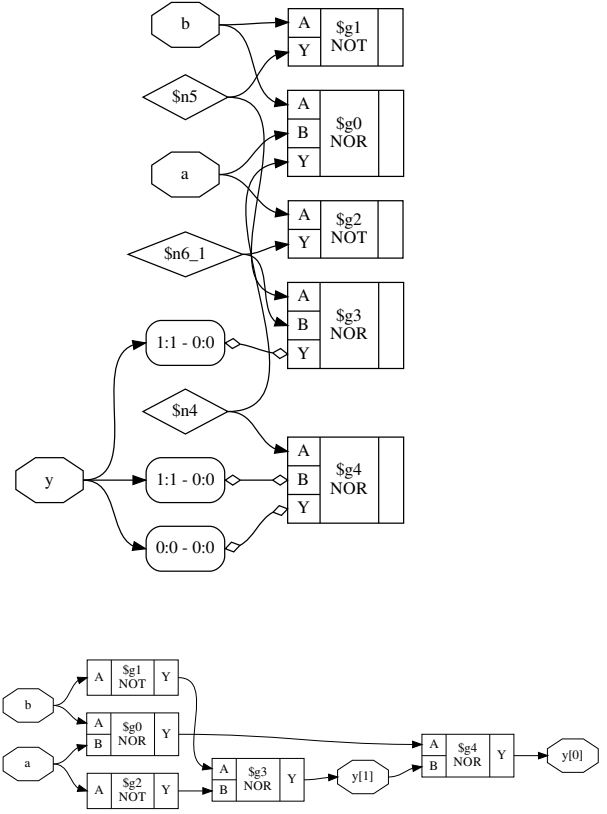 b
A
$g1
NOT
Y
$n5
A
$g0
NOR
B
Y
a
A
$g2
NOT
Y
$n6_1
A
$g3
NOR
B
1:1 - 0:0
Y
$n4
A
$g4
NOR
y
1:1 - 0:0
B
Y
0:0 - 0:0
A
$g1
NOT
Y
b
A
$g0
NOR
Y
B
a
A
$g2
NOT
Y
A
$g3
NOR
Y
B
y[1]
A
$g4
NOR
Y
B
y[0]